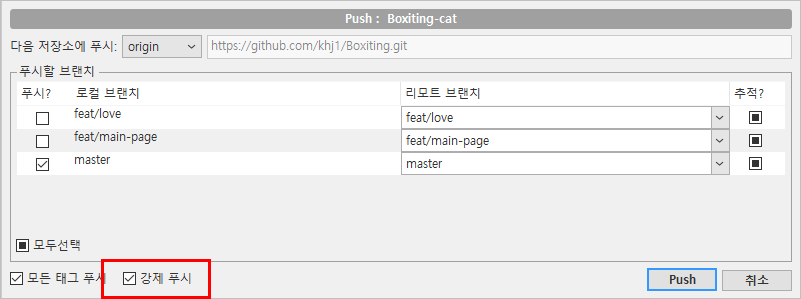 Push : Boxiting-cat
다음 저장소에 푸시: origin https://github.com/khj1/Boxiting.git
푸시할 브랜치
푸시? 로컬 브랜치 리모트 브랜치 추적?
feat/love feat/love
feat/main-page feat/main-page
master master
모두선택
모든 태그 푸시 강제 푸시 Push 취소